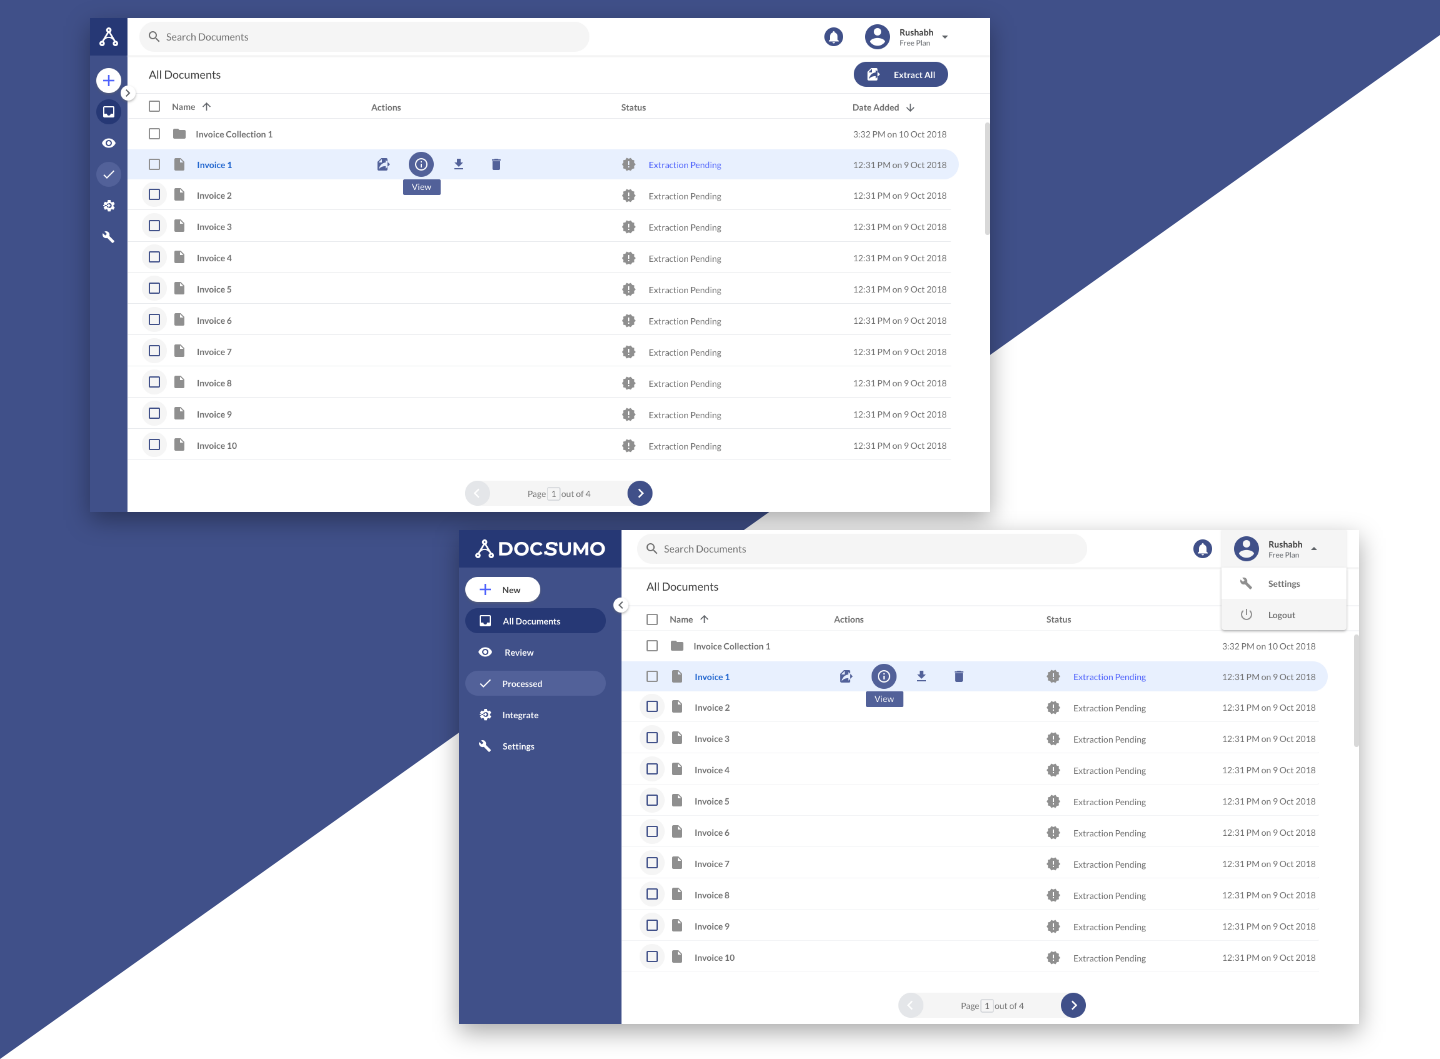 Search Documents
Rushabh
Free Plan
All Documents
Extract All
Name Actions Status Date Added
Invoice Collection 1 3:32 PM on 10 Oct 2018
Invoice 1 Extraction Pending 12:31 PM on 9 Oct 2018
View
Invoice 2 Extraction Pending 12:31 PM on 9 Oct 2018
Invoice 3 Extraction Pending 12:31 PM on 9 Oct 2018
Invoice 4 Extraction Pending 12:31 PM on 9 Oct 2018
Invoice 5 Extraction Pending 12:31 PM on 9 Oct 2018
Invoice 6 Extraction Pending 12:31 PM on 9 Oct 2018
Invoice 7 Extraction Pending 12:31 PM on 9 Oct 2018
Invoice 8 Extraction Pending 12:31 PM on 9 Oct 2018
Invoice 9 Extraction Pending 12:31 PM on 9 Oct 2018
Invoice 10 Extraction Pending 12:31 PM on 9 Oct 2018
Page 1 out of 4
DOCSUMO
New
All Documents
Review
Processed
Integrate
Settings
Search Documents
Rushabh
Free Plan
Settings
Logout
All Documents
Name Actions Status
Invoice Collection 1 3:32 PM on 10 Oct 2018
Invoice 1 Extraction Pending 12:31 PM on 9 Oct 2018
View
Invoice 2 Extraction Pending 12:31 PM on 9 Oct 2018
Invoice 3 Extraction Pending 12:31 PM on 9 Oct 2018
Invoice 4 Extraction Pending 12:31 PM on 9 Oct 2018
Invoice 5 Extraction Pending 12:31 PM on 9 Oct 2018
Invoice 6 Extraction Pending 12:31 PM on 9 Oct 2018
Invoice 7 Extraction Pending 12:31 PM on 9 Oct 2018
Invoice 8 Extraction Pending 12:31 PM on 9 Oct 2018
Invoice 9 Extraction Pending 12:31 PM on 9 Oct 2018
Invoice 10 Extraction Pending 12:31 PM on 9 Oct 2018
Page 1 out of 4